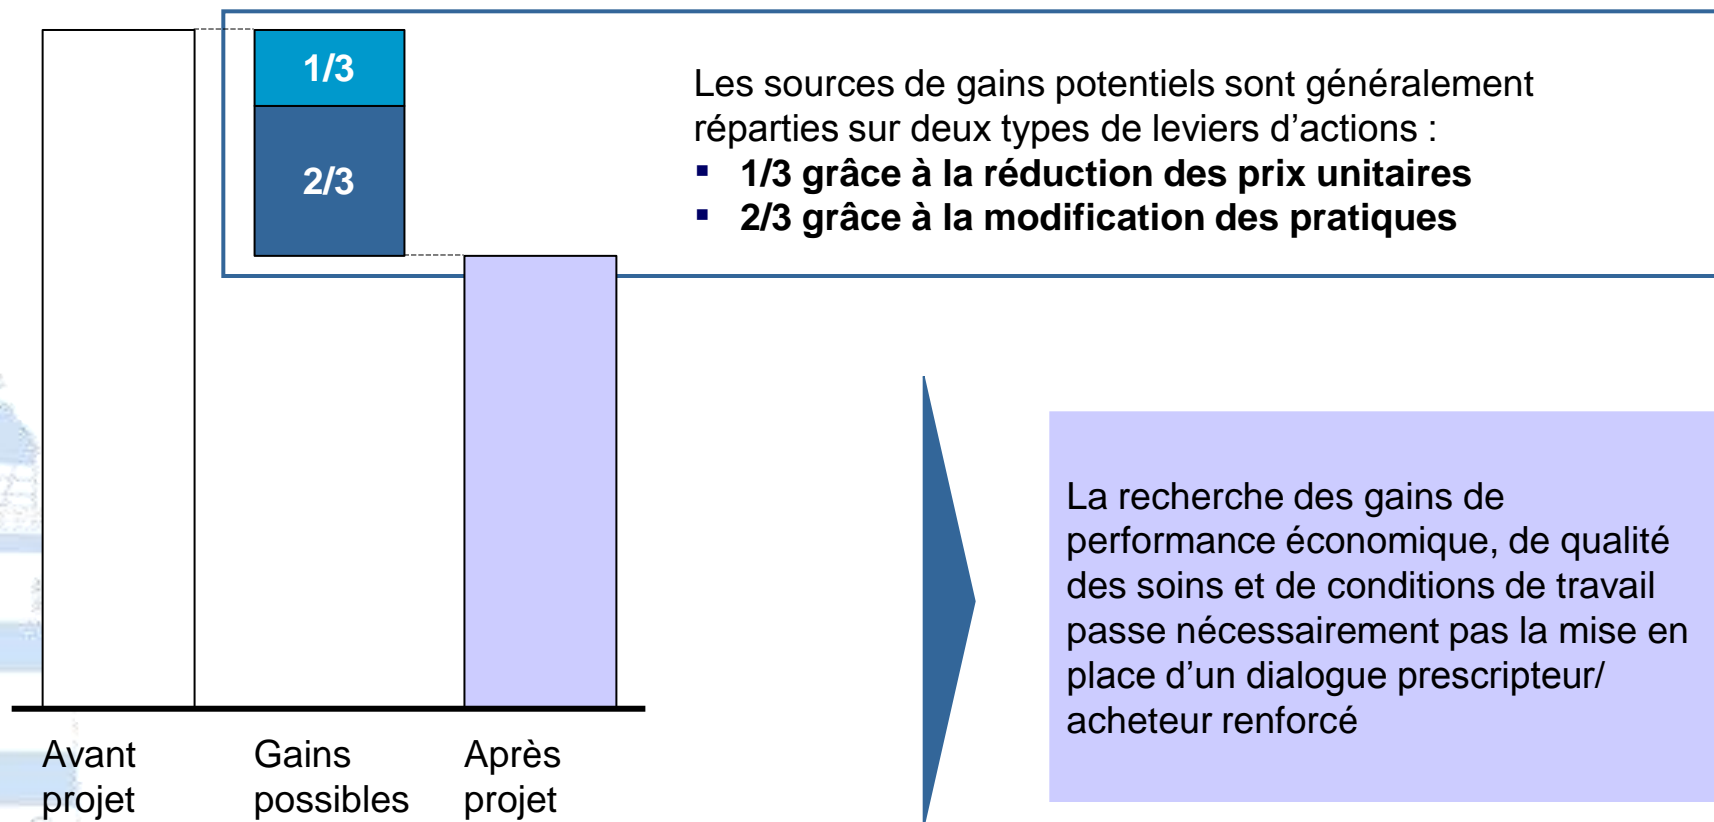 1/3
2/3
Les sources de gains potentiels sont généralement
réparties sur deux types de leviers d’actions :
▪ 1/3 grâce à la réduction des prix unitaires
▪ 2/3 grâce à la modification des pratiques
La recherche des gains de
performance économique, de qualité
des soins et de conditions de travail
passe nécessairement pas la mise en
place d’un dialogue prescripteur/
acheteur renforcé
Avant
projet
Gains
possibles
Après
projet